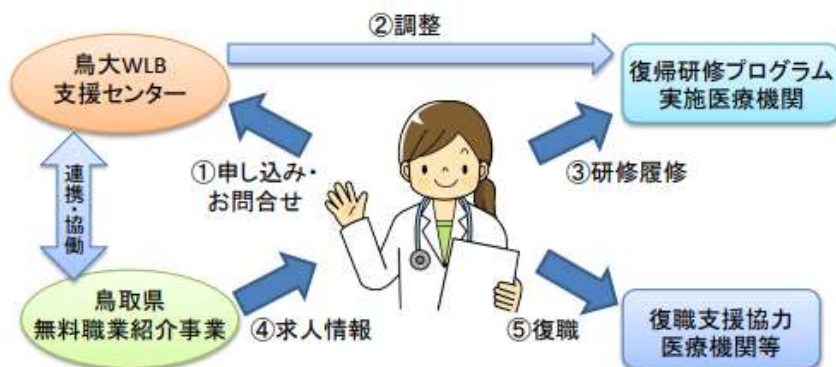 ②調整
鳥大WLB
支援センター
復帰研修プログラム
実施医療機関
①申し込み・
お問合せ
③研修履修
連携・協働
鳥取県
無料職業紹介事業
④求人情報
⑤復職
復職支援協力
医療機関等